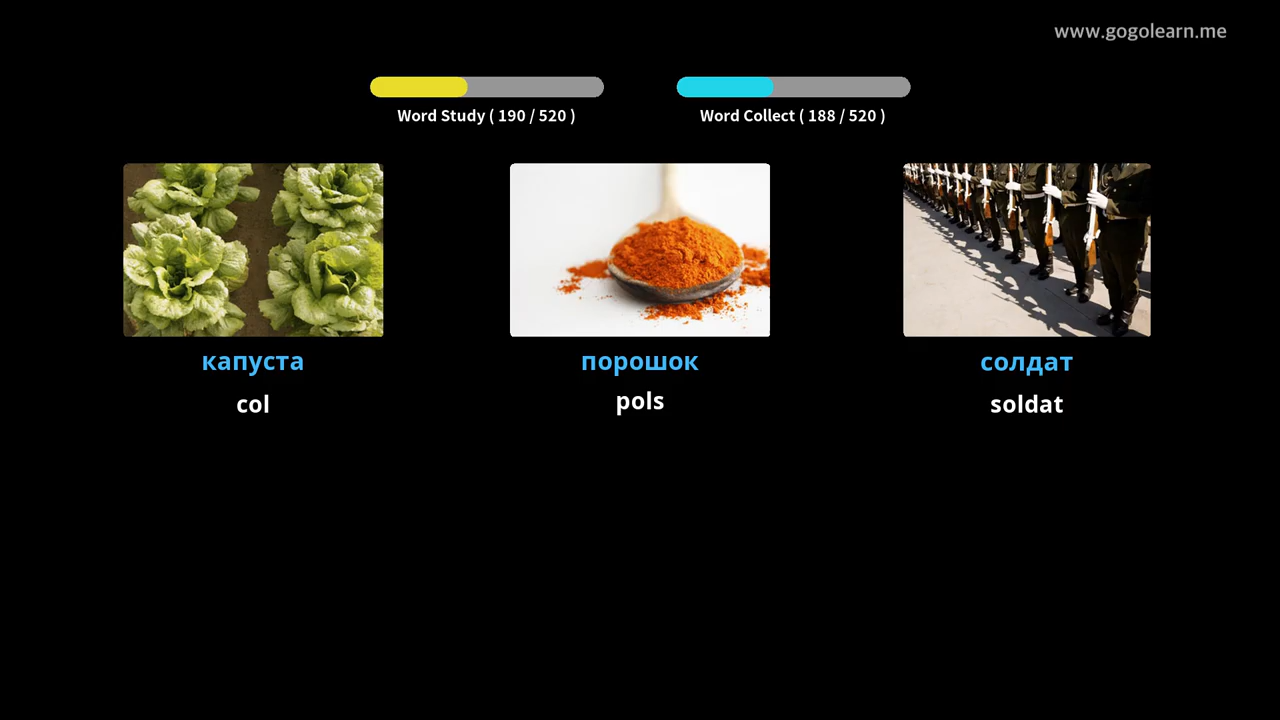 www.gogolearn.me
Word Study ( 190 / 520 )
Word Collect ( 188 / 520 )
капуста
порошок
солдат
col
pols
soldat